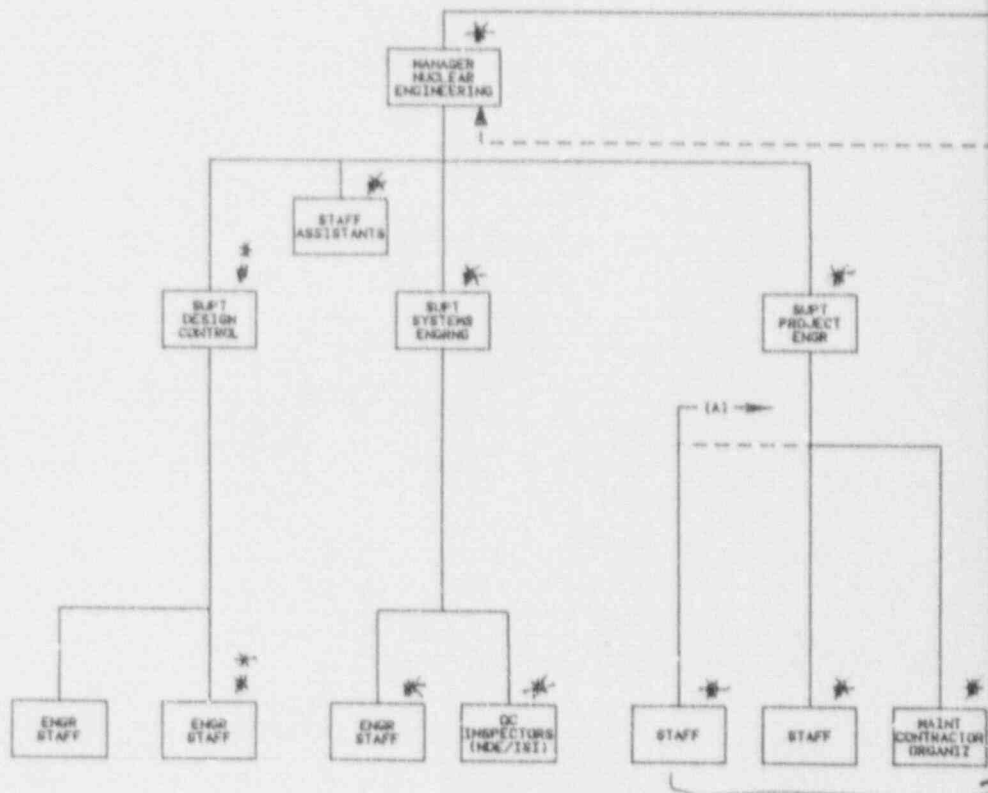 MANAGER
NUCLEAR
ENGINEERING
STAFF
ASSISTANTS
SUPT
DESIGN
CONTROL
SUPT
SYSTEMS
ENGRNG
SUPT
PROJECT
ENGR
(A)
ENGR
STAFF
ENGR
STAFF
ENGR
STAFF
QC
INSPECTORS
(NDE/ISI)
STAFF
STAFF
MAINT
CONTRACTOR
ORGANIZ